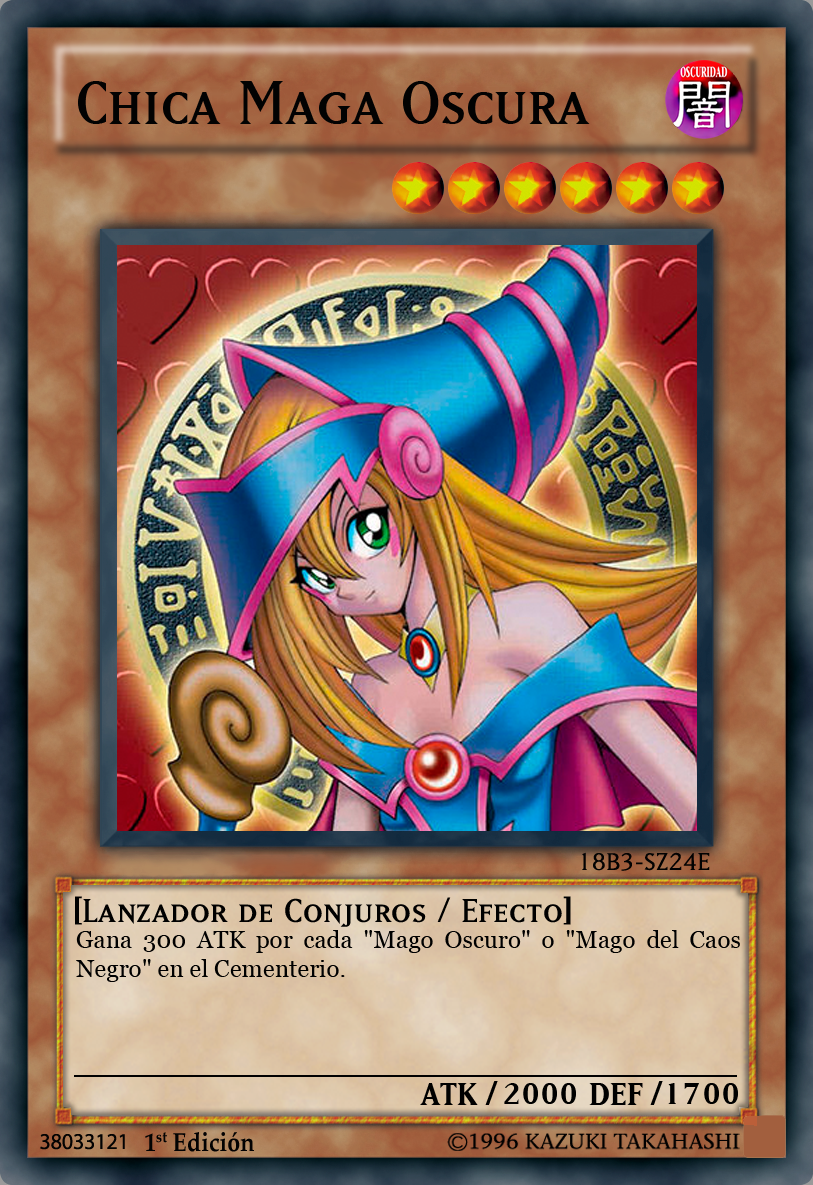 Chica Maga Oscura
OSCURIDAD
闇
18B3-SZ24E
[Lanzador de Conjuros / Efecto]
Gana 300 ATK por cada "Mago Oscuro" o "Mago del Caos
Negro" en el Cementerio.
ATK / 2000 DEF /1700
38033121 1st Edición ©1996 KAZUKI TAKAHASHI